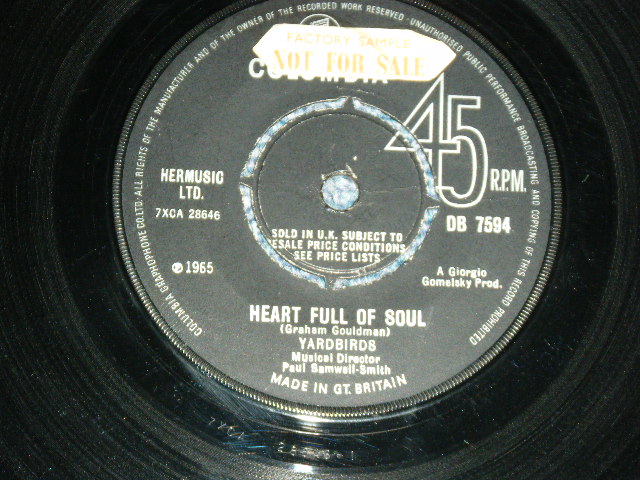 COLUMBIA GRAPHOPHONE CO. LTD. ALL RIGHTS OF THE MANUFACTURER AND OF THE OWNER OF THE RECORDED WORK RESERVED · UNAUTHORISED PUBLIC PERFORMANCE BROADCASTING AND COPYING OF THIS RECORD PROHIBITED
FACTORY SAMPLE
NOT FOR SALE
COLUMBIA
45
R.P.M.
HERMUSIC
LTD.
7XCA 28646
DB 7594
SOLD IN U.K. SUBJECT TO
ESALE PRICE CONDITIONS
SEE PRICE LISTS
℗ 1965
A Giorgio
Gomelsky Prod.
HEART FULL OF SOUL
(Graham Gouldman)
YARDBIRDS
Musical Director
Paul Samwell-Smith
MADE IN GT. BRITAIN